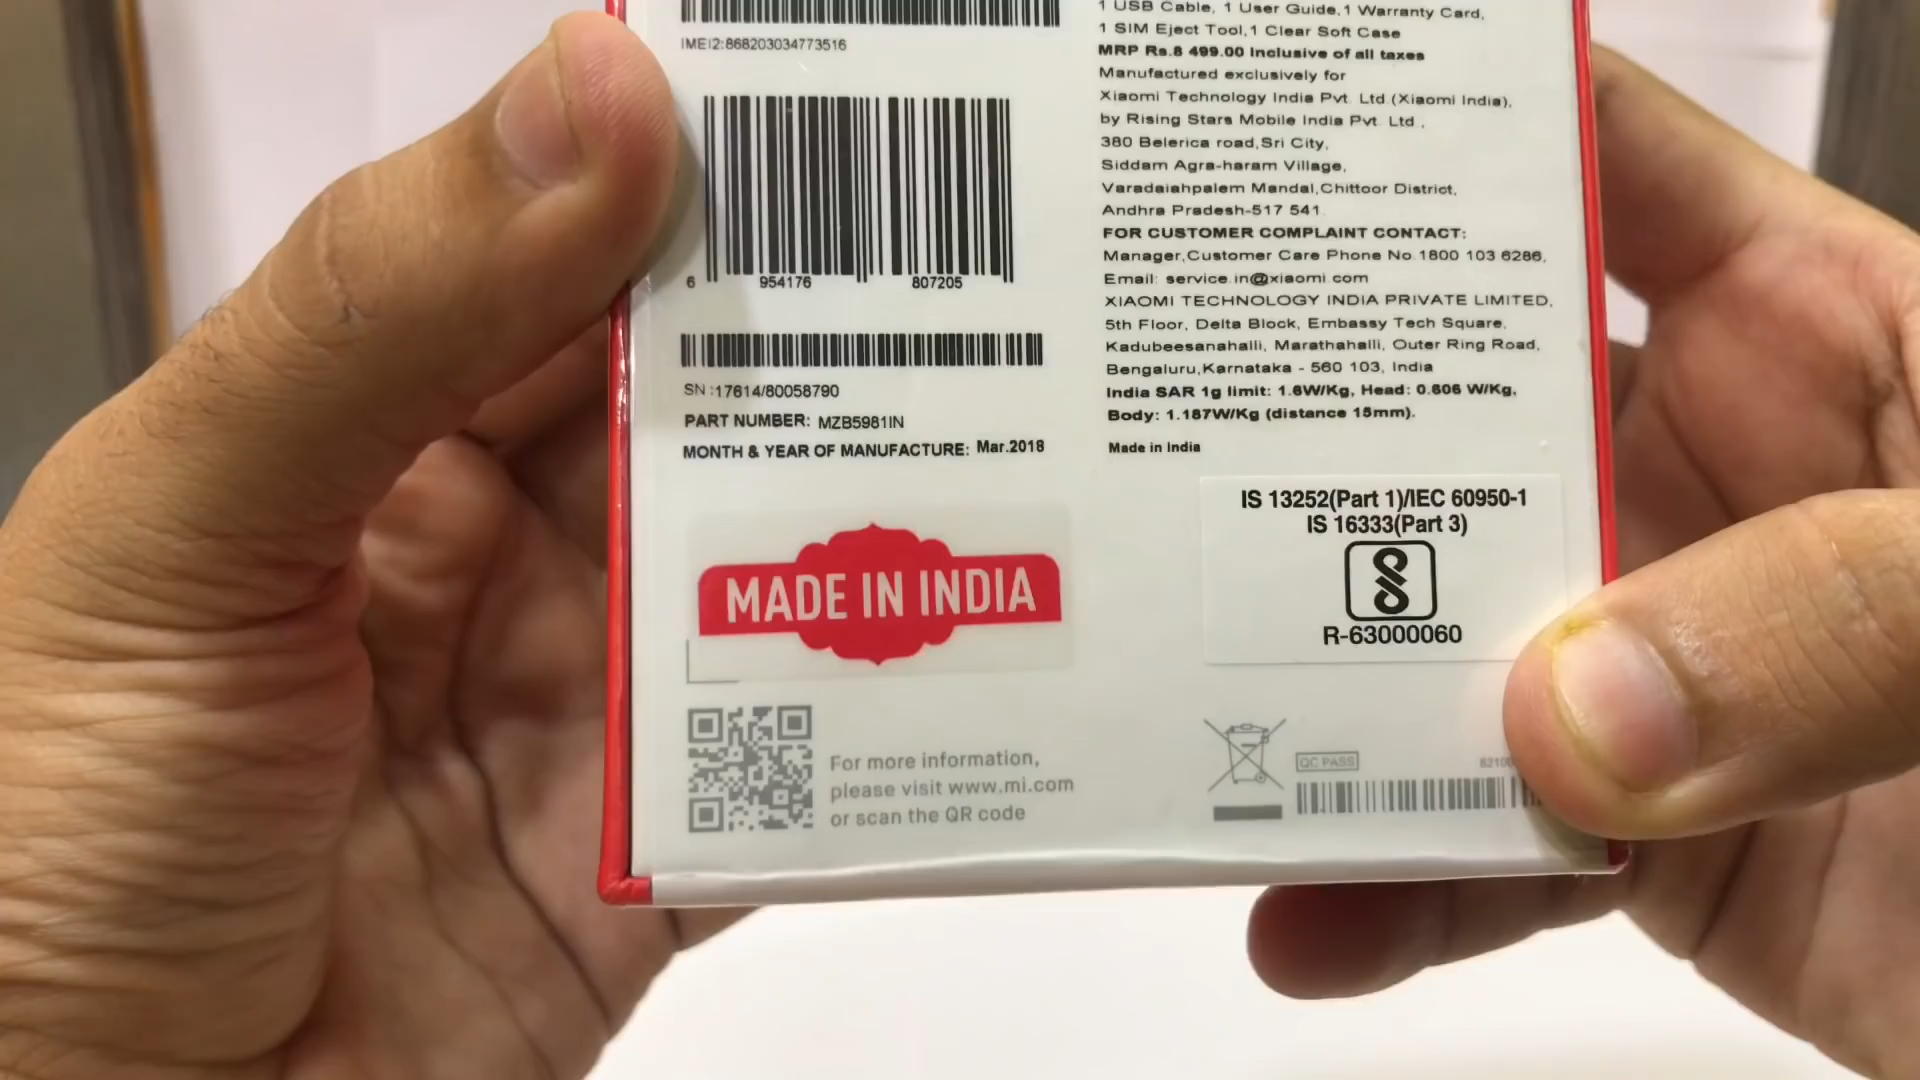 IMEI2:868203034773516
6 954176 807205
SN :17614/80058790
PART NUMBER: MZB5981IN
MONTH & YEAR OF MANUFACTURE: Mar.2018
MADE IN INDIA
For more information,
please visit www.mi.com
or scan the QR code
1 USB Cable, 1 User Guide,1 Warranty Card,
1 SIM Eject Tool,1 Clear Soft Case
MRP Rs.8 499.00 Inclusive of all taxes
Manufactured exclusively for
Xiaomi Technology India Pvt. Ltd.(Xiaomi India),
by Rising Stars Mobile India Pvt. Ltd.,
380 Belerica road,Sri City,
Siddam Agra-haram Village,
Varadaiahpalem Mandal,Chittoor District,
Andhra Pradesh-517 541.
FOR CUSTOMER COMPLAINT CONTACT:
Manager,Customer Care Phone No.1800 103 6286,
Email: service.in@xiaomi.com
XIAOMI TECHNOLOGY INDIA PRIVATE LIMITED,
5th Floor, Delta Block, Embassy Tech Square,
Kadubeesanahalli, Marathahalli, Outer Ring Road,
Bengaluru,Karnataka - 560 103, India
India SAR 1g limit: 1.6W/Kg, Head: 0.606 W/Kg,
Body: 1.187W/Kg (distance 15mm).
Made in India
IS 13252(Part 1)/IEC 60950-1
IS 16333(Part 3)
R-63000060
QC PASS